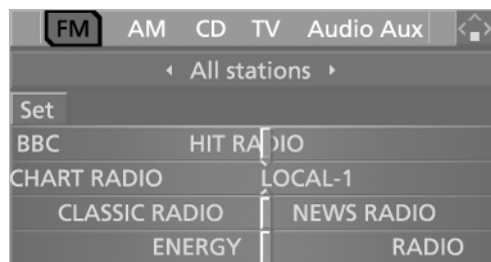 FM AM CD TV Audio Aux
All stations
Set
BBC HIT RADIO
CHART RADIO LOCAL-1
CLASSIC RADIO NEWS RADIO
ENERGY RADIO